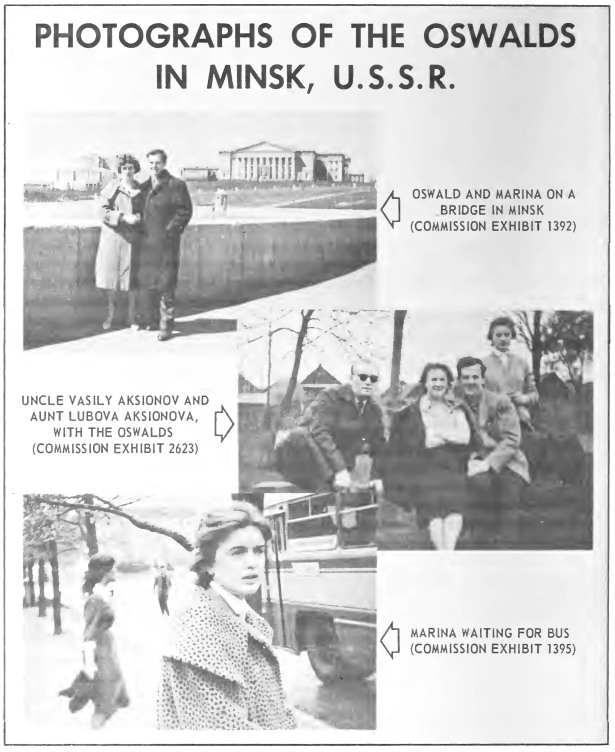 PHOTOGRAPHS OF THE OSWALDS
IN MINSK, U.S.S.R.
OSWALD AND MARINA ON A
BRIDGE IN MINSK
(COMMISSION EXHIBIT 1392)
UNCLE VASILY AKSIONOV AND
AUNT LUBOVA AKSIONOVA,
WITH THE OSWALDS
(COMMISSION EXHIBIT 2623)
MARINA WAITING FOR BUS
(COMMISSION EXHIBIT 1395)